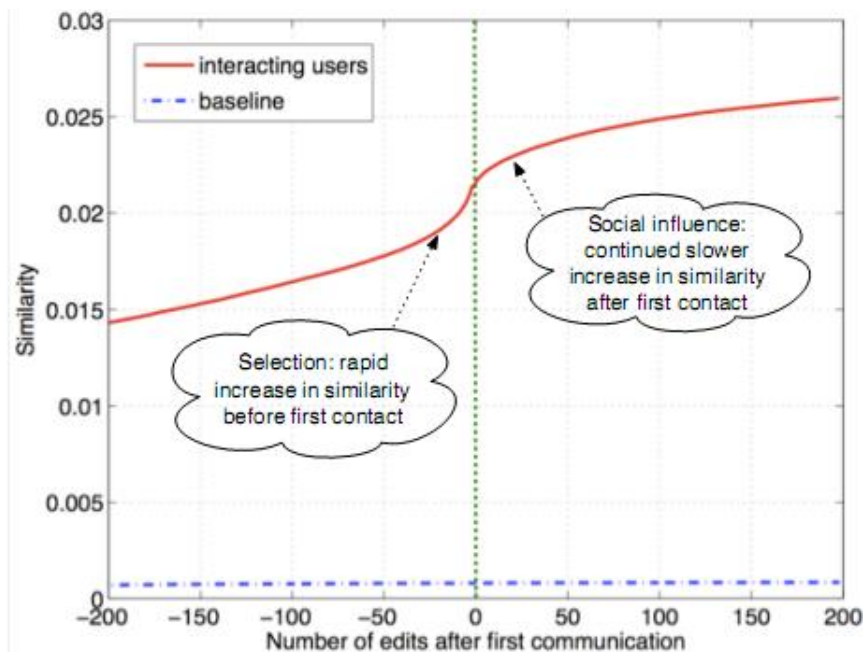 0.03
interacting users
baseline
0.025
Social influence:
continued slower
increase in similarity
after first contact
0.02
Similarity
0.015
Selection: rapid
increase in similarity
before first contact
0.01
0.005
0
−200 −150 −100 −50 0 50 100 150 200
Number of edits after first communication